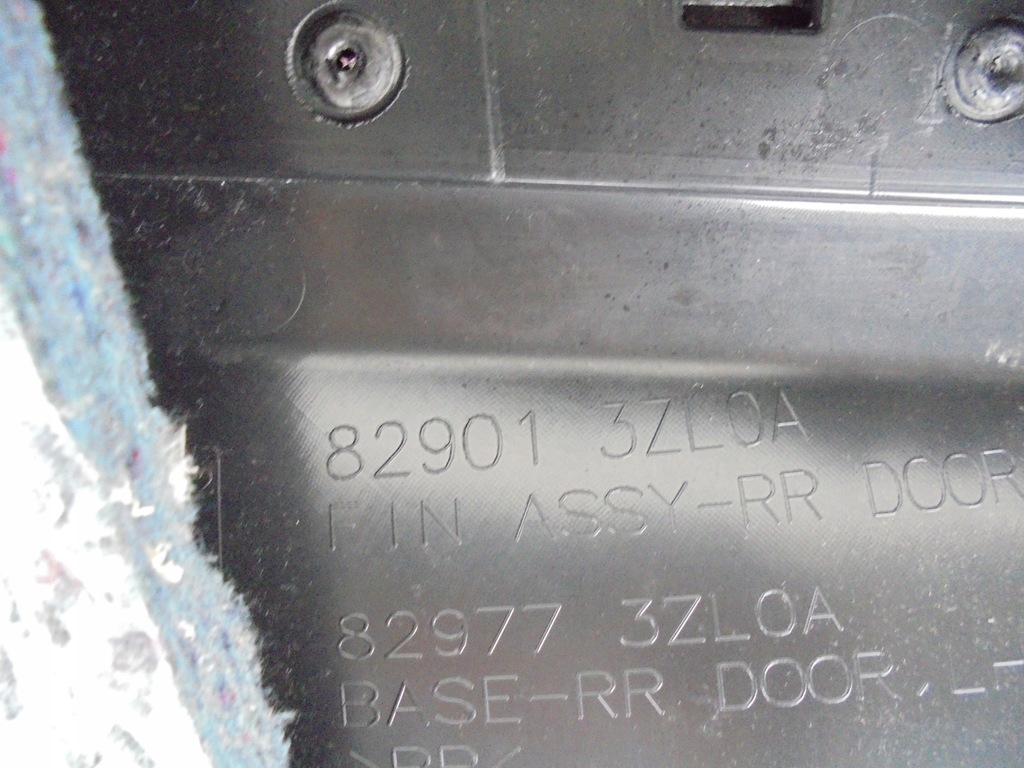 82901 3ZL0A
FIN ASSY-RR DOOR
82977 3ZL0A
BASE-RR DOOR, L